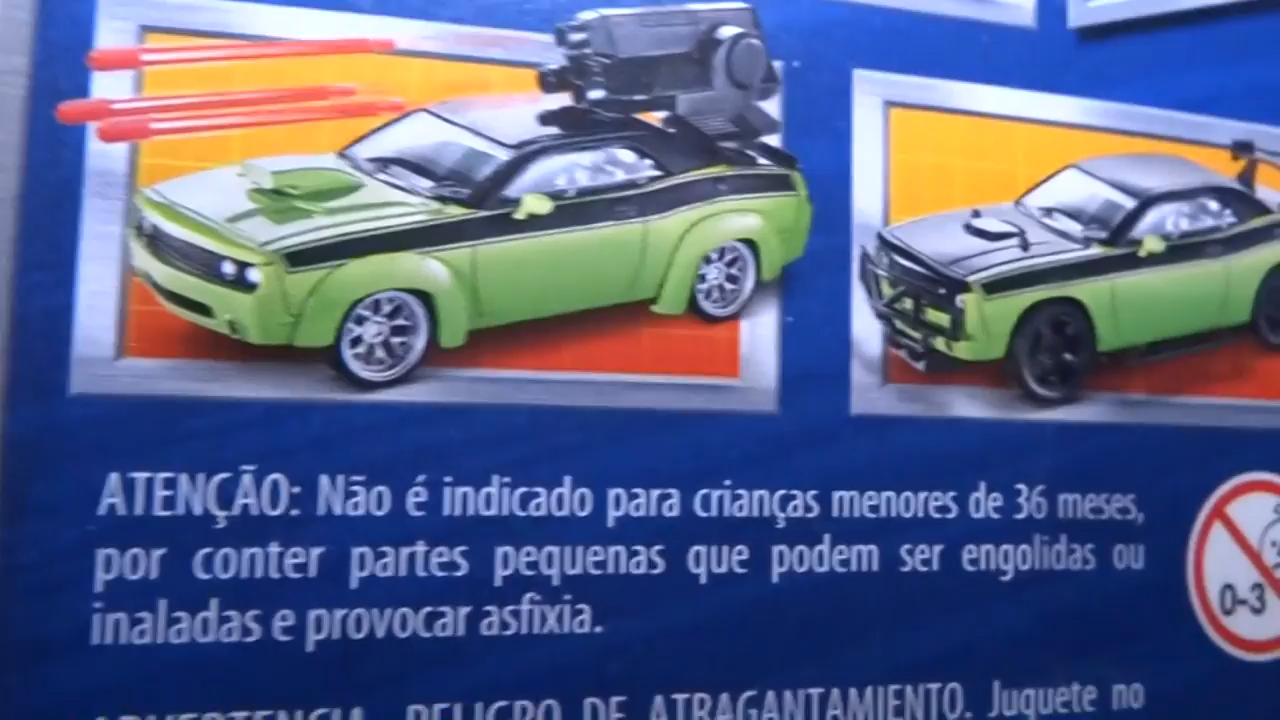 ATENÇÃO: Não é indicado para crianças menores de 36 meses,
por conter partes pequenas que podem ser engolidas ou
inaladas e provocar asfixia.
0-3
ADVERTENCIA. PELIGRO DE ATRAGANTAMIENTO. Juguete no